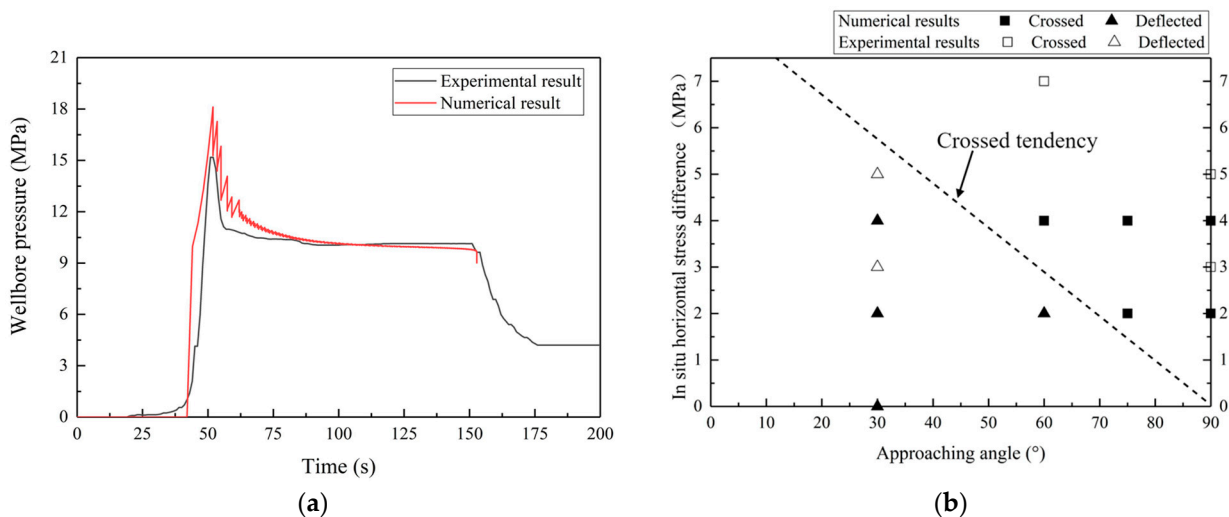 21
18
15
12
9
6
3
0
Wellbore pressure (MPa)
Experimental result
Numerical result
0 25 50 75 100 125 150 175 200
Time (s)
(a)
Numerical results Crossed Deflected
Experimental results Crossed Deflected
7 7
6 6
5 5
4 4
3 3
2 2
1 1
0 0
In situ horizontal stress difference (MPa)
Crossed tendency
0 10 20 30 40 50 60 70 80 90
Approaching angle (°)
(b)